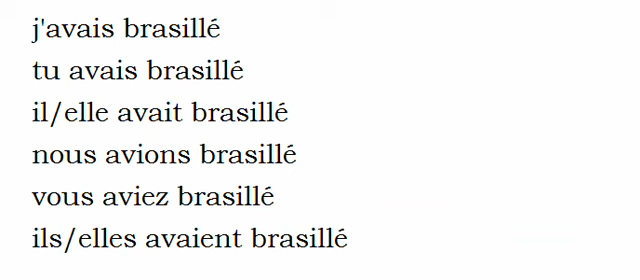 j'avais brasillé
tu avais brasillé
il/elle avait brasillé
nous avions brasillé
vous aviez brasillé
ils/elles avaient brasillé